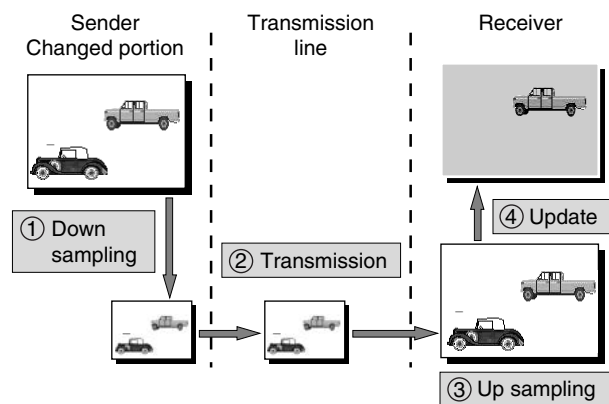 Sender
Changed portion
Transmission
line
Receiver
① Down
sampling
② Transmission
④ Update
③ Up sampling